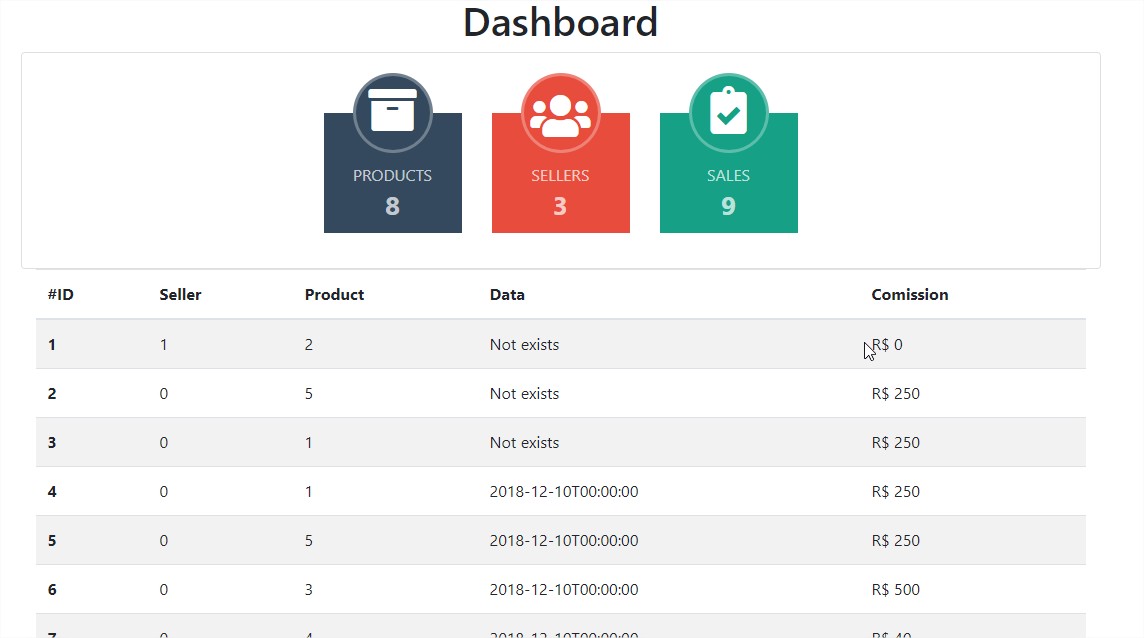 Dashboard
PRODUCTS SELLERS SALES
8 3 9
#ID Seller Product Data Comission
1 1 2 Not exists R$ 0
2 0 5 Not exists R$ 250
3 0 1 Not exists R$ 250
4 0 1 2018-12-10T00:00:00 R$ 250
5 0 5 2018-12-10T00:00:00 R$ 250
6 0 3 2018-12-10T00:00:00 R$ 500
7 0 4 2018-12-10T00:00:00 R$ 40